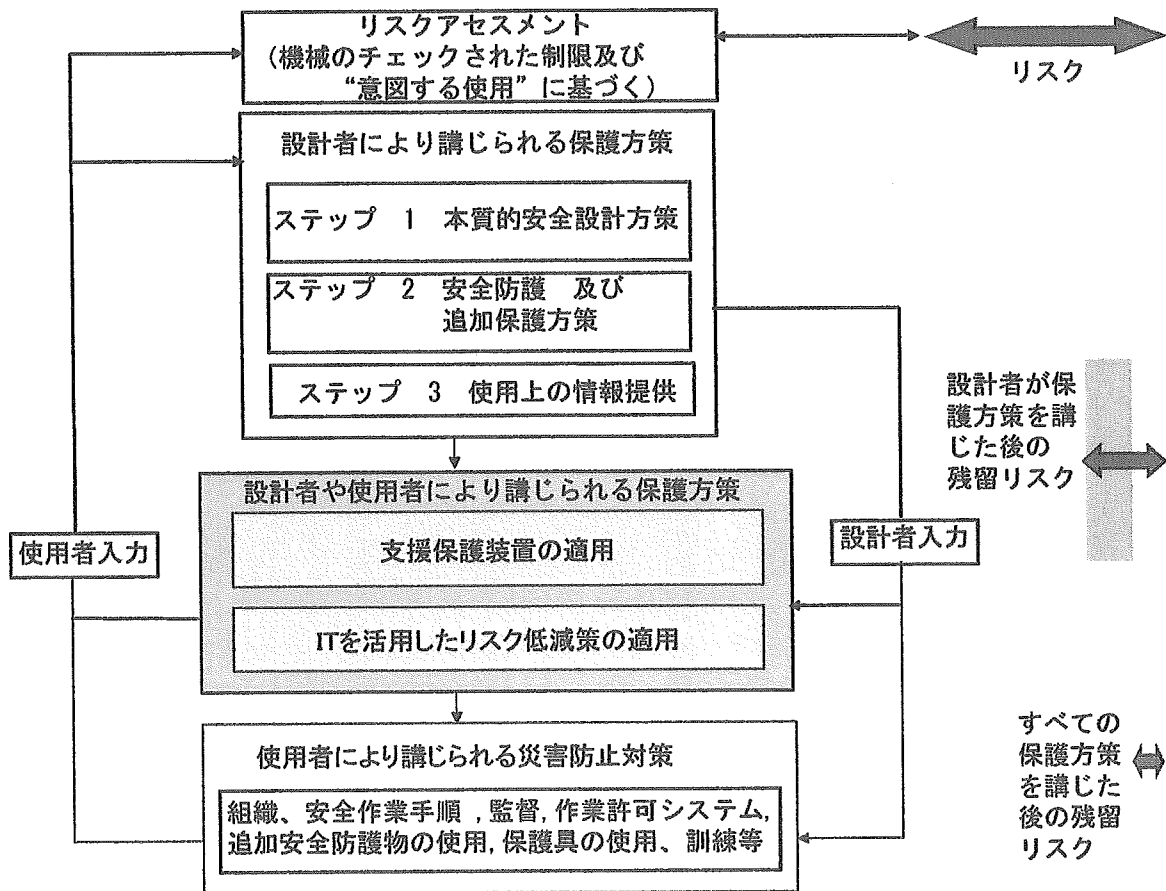 リスクアセスメント
(機械のチェックされた制限及び
“意図する使用”に基づく)
リスク
設計者により講じられる保護方策
ステップ 1 本質的安全設計方策
ステップ 2 安全防護 及び
追加保護方策
ステップ 3 使用上の情報提供
設計者が保
護方策を講
じた後の
残留リスク
設計者や使用者により講じられる保護方策
支援保護装置の適用
ITを活用したリスク低減策の適用
使用者入力
設計者入力
使用者により講じられる災害防止対策
組織、安全作業手順 ,監督,作業許可システム,
追加安全防護物の使用,保護具の使用、訓練等
すべての
保護方策
を講じた
後の残留
リスク